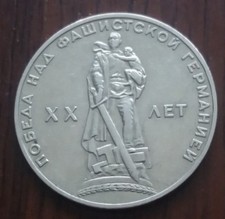 ПОБЕДА НАД ФАШИСТСКОЙ ГЕРМАНИЕЙ
XX ЛЕТ